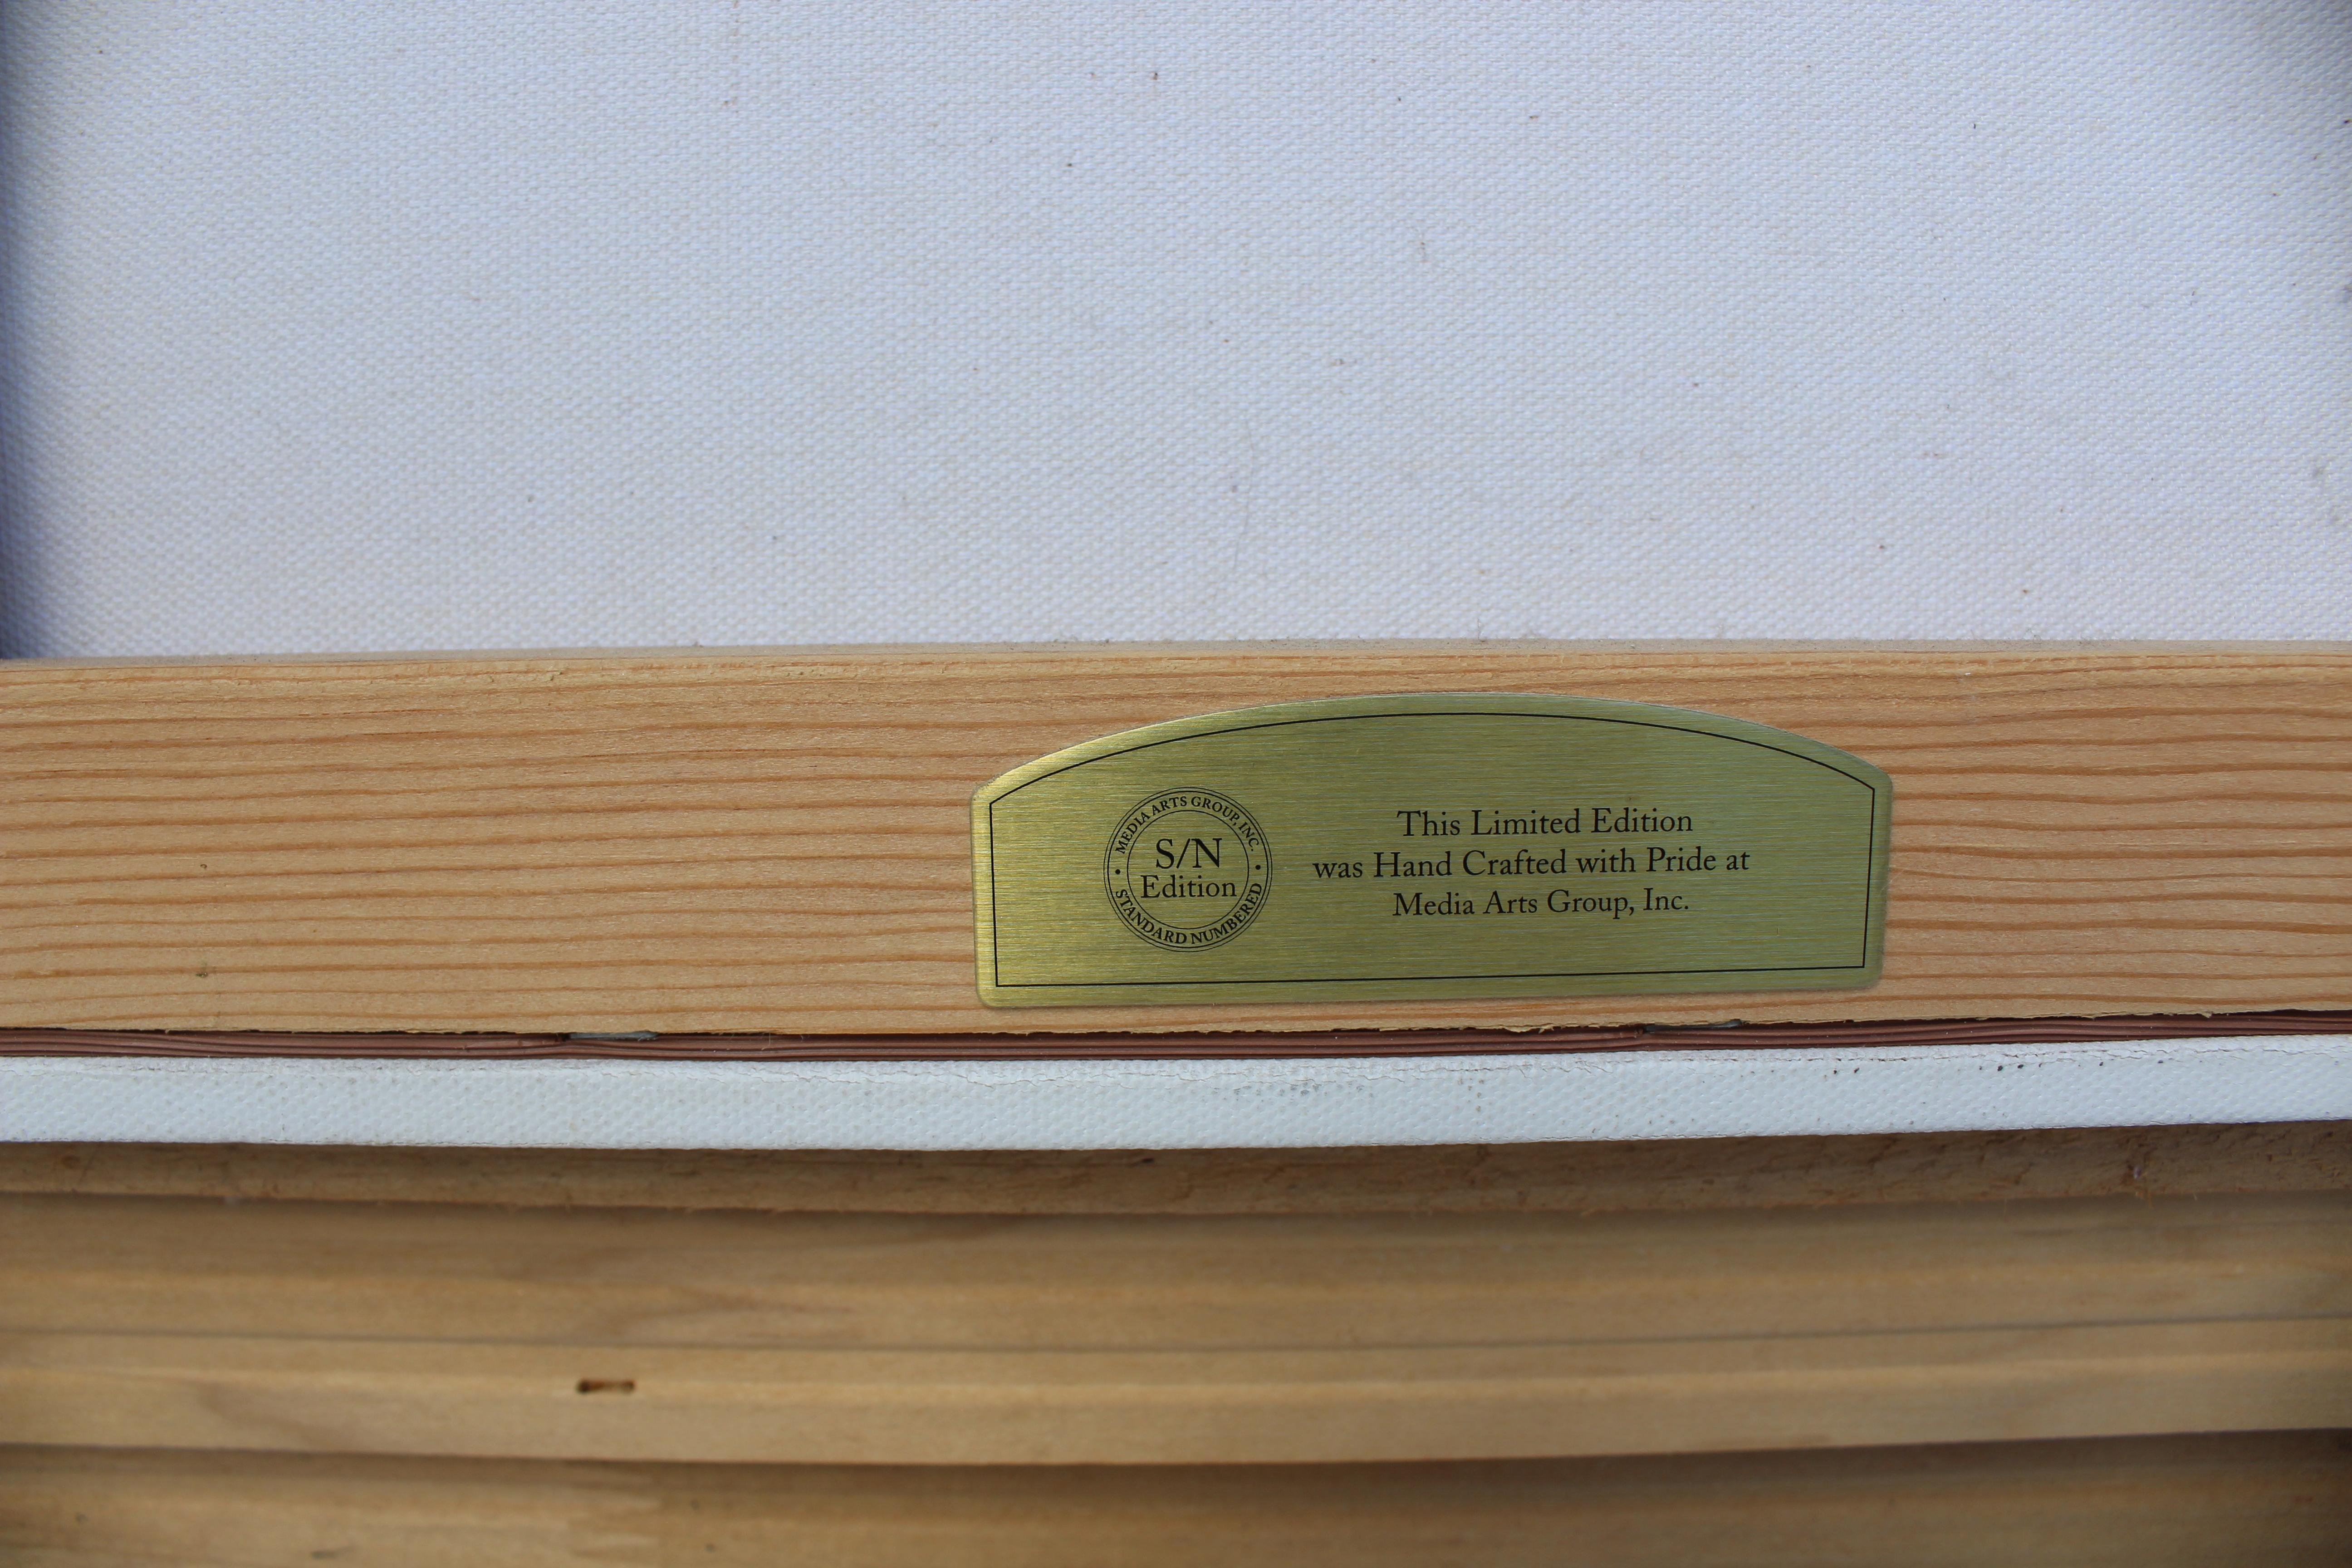 MEDIA ARTS GROUP, INC.
S/N
Edition
• STANDARD NUMBERED •
This Limited Edition
was Hand Crafted with Pride at
Media Arts Group, Inc.